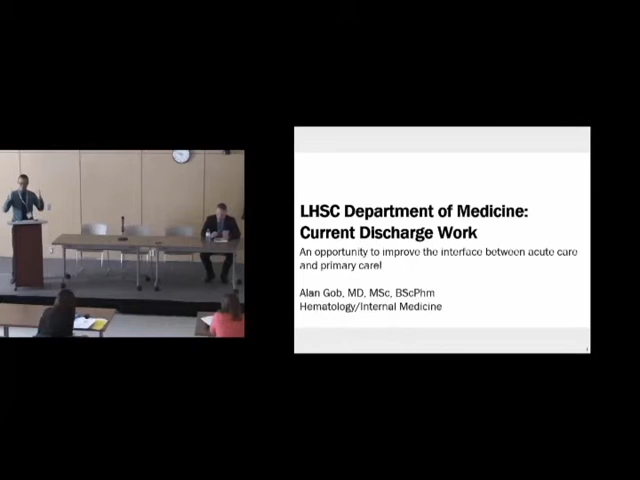 LHSC Department of Medicine:
Current Discharge Work
An opportunity to improve the interface between acute care
and primary care!
Alan Gob, MD, MSc, BScPhm
Hematology/Internal Medicine